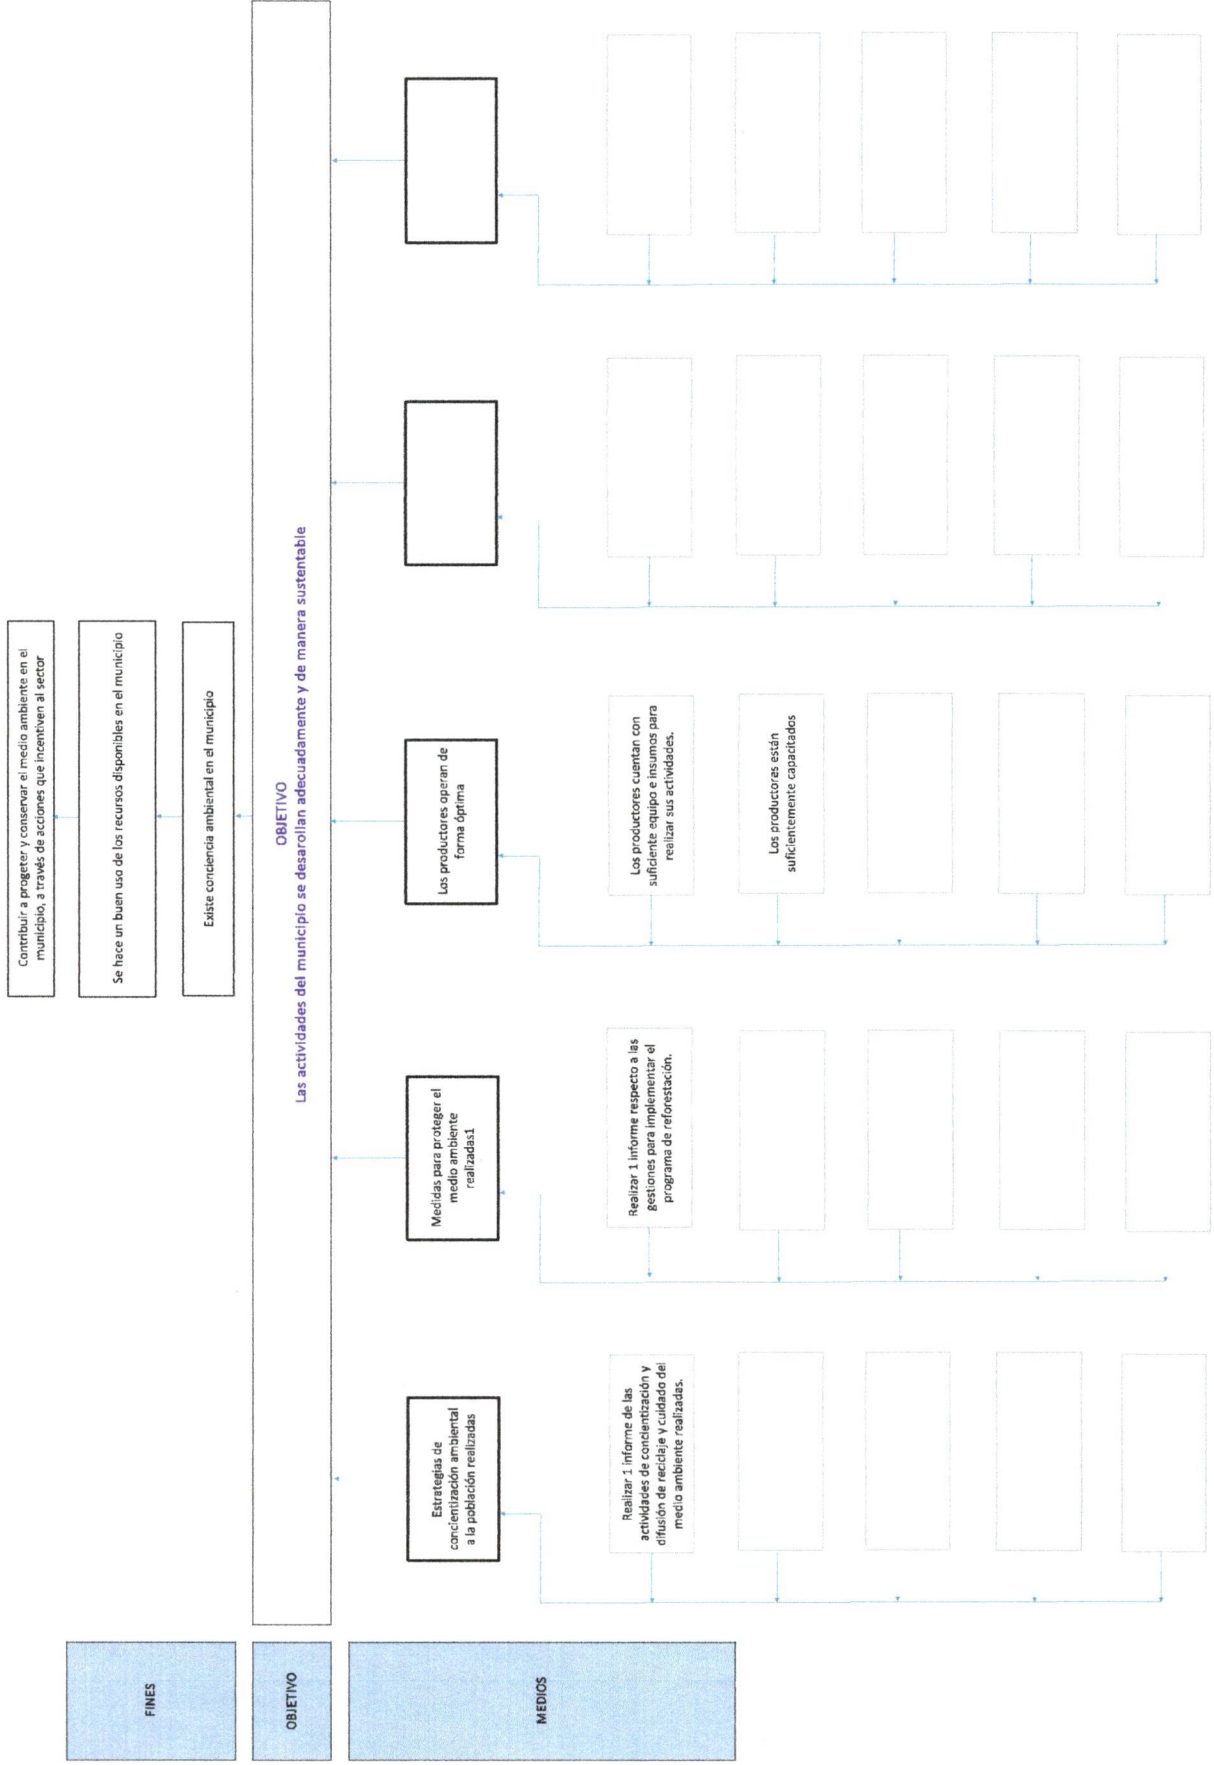 Contribuir a progeter y conservar el medio ambiente en el
municipio, a través de acciones que incentiven al sector
Se hace un buen uso de los recursos disponibles en el municipio
Existe conciencia ambiental en el municipio
FINES
OBJETIVO
OBJETIVO
Las actividades del municipio se desarollan adecuadamente y de manera sustentable
MEDIOS
Estrategias de
concientización ambiental
a la población realizadas
Medidas para proteger el
medio ambiente
realizadas1
Los productores operan de
forma óptima
Realizar 1 informe de las
actividades de concientización y
difusión de reciclaje y cuidado del
medio ambiente realizadas.
Realizar 1 informe respecto a las
gestiones para implementar el
programa de reforestación.
Los productores cuentan con
suficiente equipo e insumos para
realizar sus actividades.
Los productores están
suficientemente capacitados